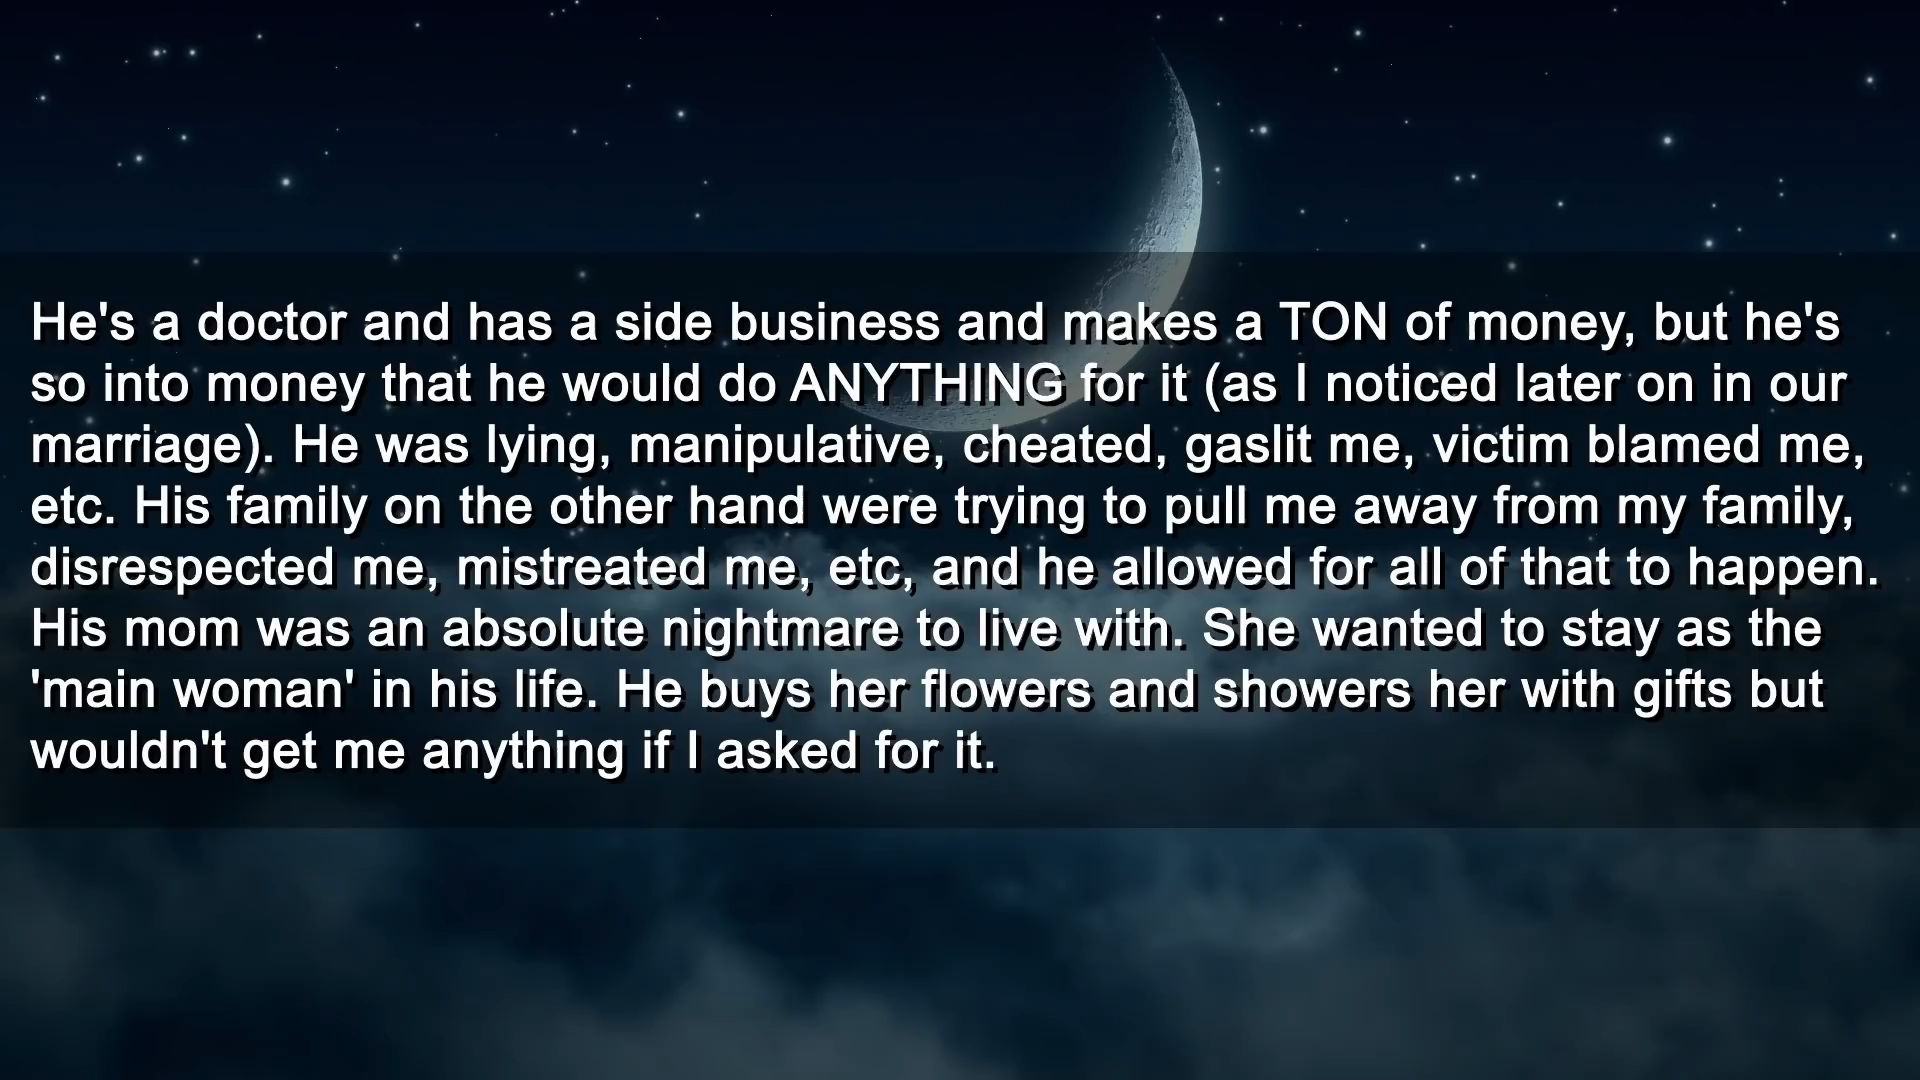 He's a doctor and has a side business and makes a TON of money, but he's
so into money that he would do ANYTHING for it (as I noticed later on in our
marriage). He was lying, manipulative, cheated, gaslit me, victim blamed me,
etc. His family on the other hand were trying to pull me away from my family,
disrespected me, mistreated me, etc, and he allowed for all of that to happen.
His mom was an absolute nightmare to live with. She wanted to stay as the
'main woman' in his life. He buys her flowers and showers her with gifts but
wouldn't get me anything if I asked for it.